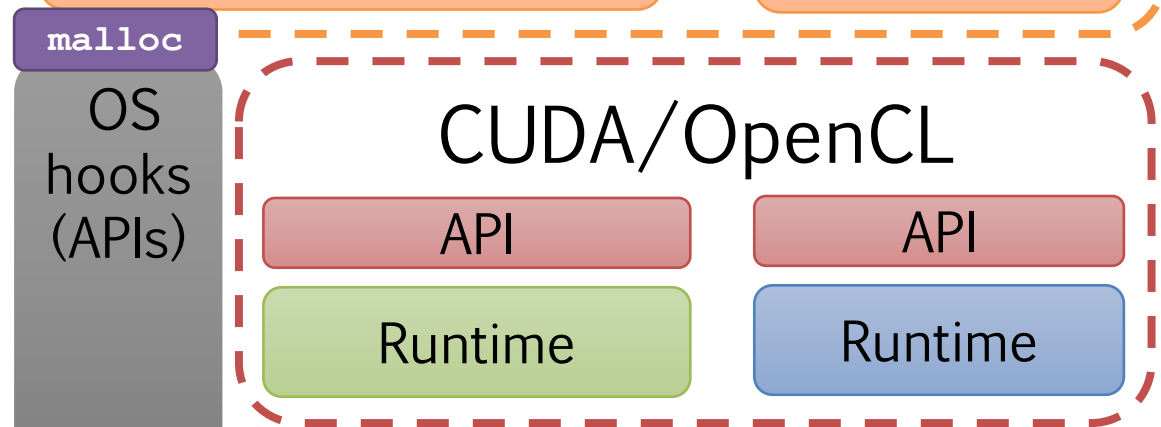 malloc
OS
hooks
(APIs)
CUDA/OpenCL
API
API
Runtime
Runtime